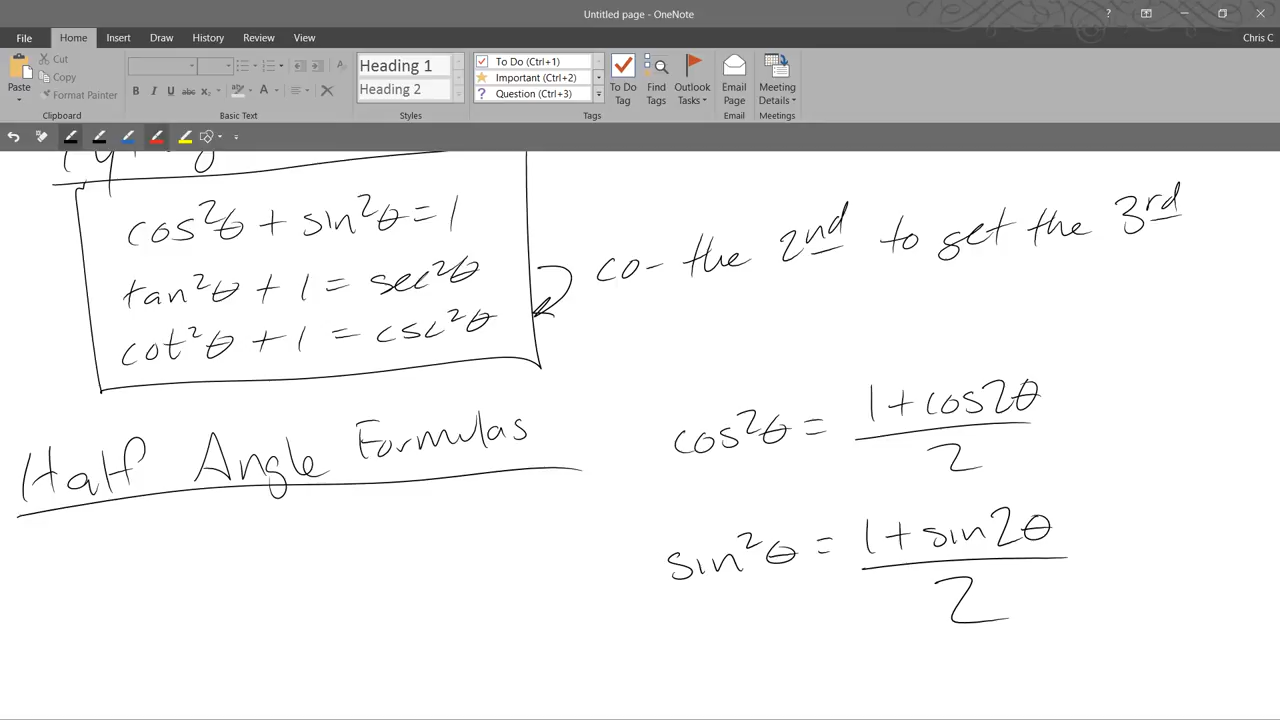 Untitled page - OneNote
File Home Insert Draw History Review View Chris C
Paste Cut Copy Format Painter
Heading 1
Heading 2
To Do (Ctrl+1)
Important (Ctrl+2)
Question (Ctrl+3)
To Do Tag
Find Tags
Outlook Tasks
Email Page
Meeting Details
Clipboard Basic Text Styles Tags Email Meetings
cos²θ + sin²θ = 1
tan²θ + 1 = sec²θ
cot²θ + 1 = csc²θ
co- the 2nd to get the 3rd
Half Angle Formulas
cos²θ = (1 + cos2θ)/2
sin²θ = (1 + sin2θ)/2